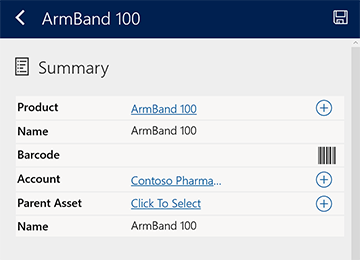 ArmBand 100
Summary
Product ArmBand 100
Name ArmBand 100
Barcode
Account Contoso Pharma...
Parent Asset Click To Select
Name ArmBand 100